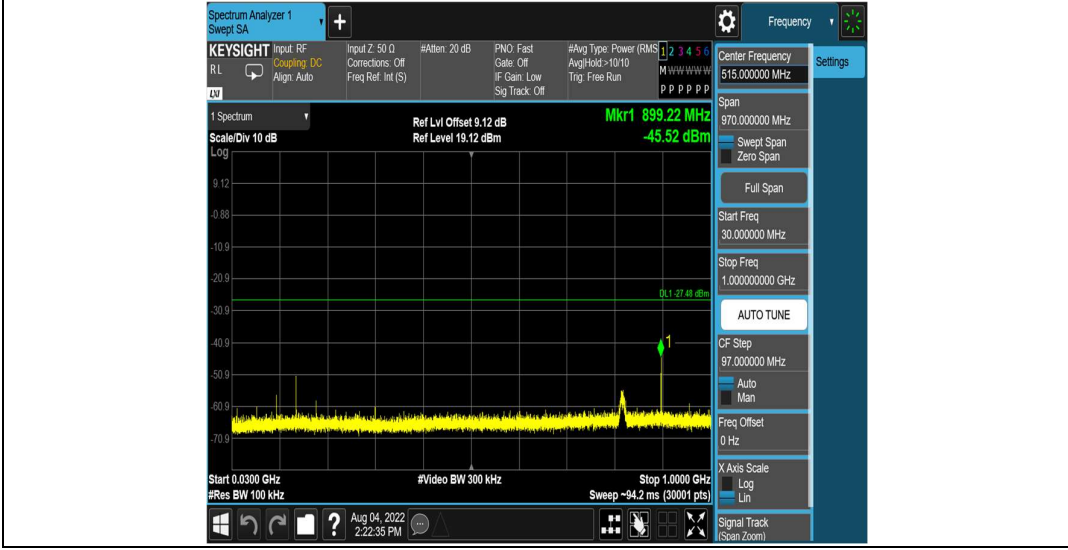 Spectrum Analyzer 1
Swept SA
+
Frequency
KEYSIGHT
RL
LXI
Input: RF
Coupling: DC
Align: Auto
Input Z: 50 Ω
Corrections: Off
Freq Ref: Int (S)
#Atten: 20 dB
PNO: Fast
Gate: Off
IF Gain: Low
Sig Track: Off
#Avg Type: Power (RMS
Avg|Hold:>10/10
Trig: Free Run
1 2 3 4 5 6
M W W W W W
P P P P P P
1 Spectrum
Scale/Div 10 dB
Log
Ref Lvl Offset 9.12 dB
Ref Level 19.12 dBm
Mkr1 899.22 MHz
-45.52 dBm
9.12
-0.88
-10.9
-20.9
DL1 -27.48 dBm
-30.9
-40.9
1
-50.9
-60.9
-70.9
Start 0.0300 GHz
#Res BW 100 kHz
#Video BW 300 kHz
Stop 1.0000 GHz
Sweep ~94.2 ms (30001 pts)
?
Aug 04, 2022
2:22:35 PM
Center Frequency
515.000000 MHz
Settings
Span
970.000000 MHz
Swept Span
Zero Span
Full Span
Start Freq
30.000000 MHz
Stop Freq
1.000000000 GHz
AUTO TUNE
CF Step
97.000000 MHz
Auto
Man
Freq Offset
0 Hz
X Axis Scale
Log
Lin
Signal Track
(Span Zoom)